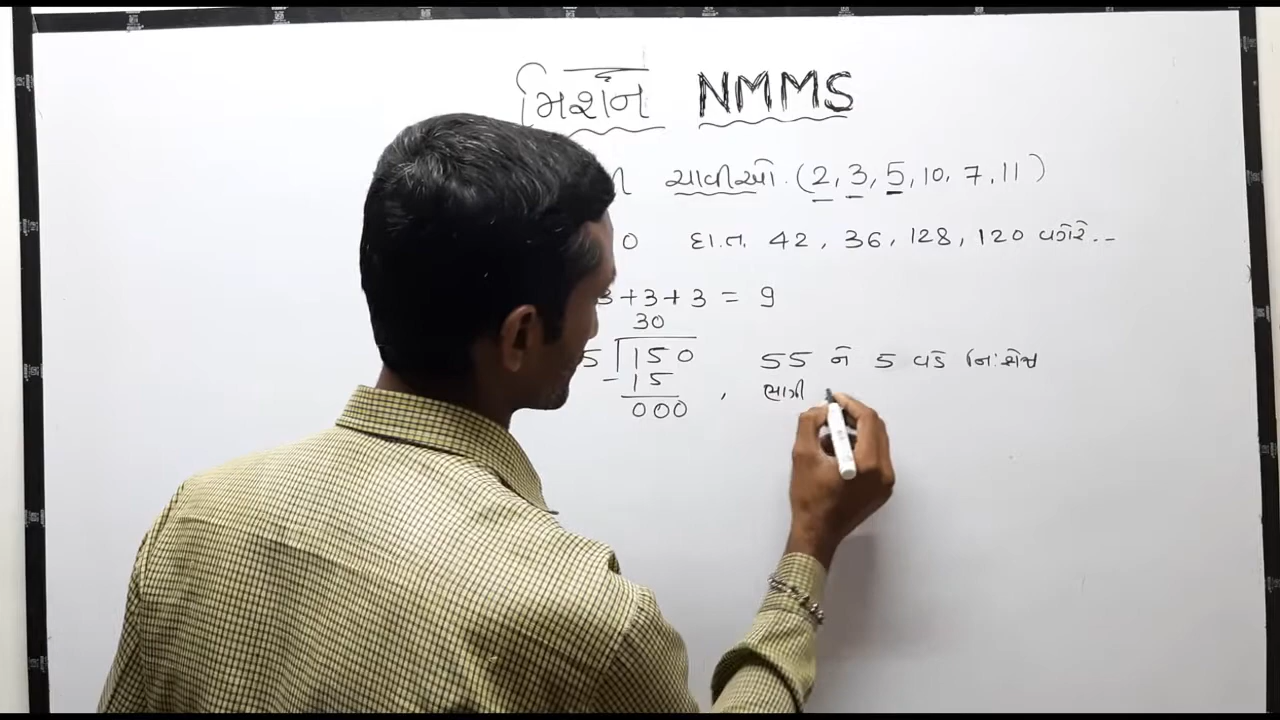 મિશન NMMS
ી ચાવીઓ. (2, 3, 5, 10, 7, 11)
0 દા.ત. 42, 36, 128, 120 વગેરે..
3 + 3 + 3 = 9
30
5 150 55 ને 5 વડે નિઃશેષ
- 15 , ભાગી
000